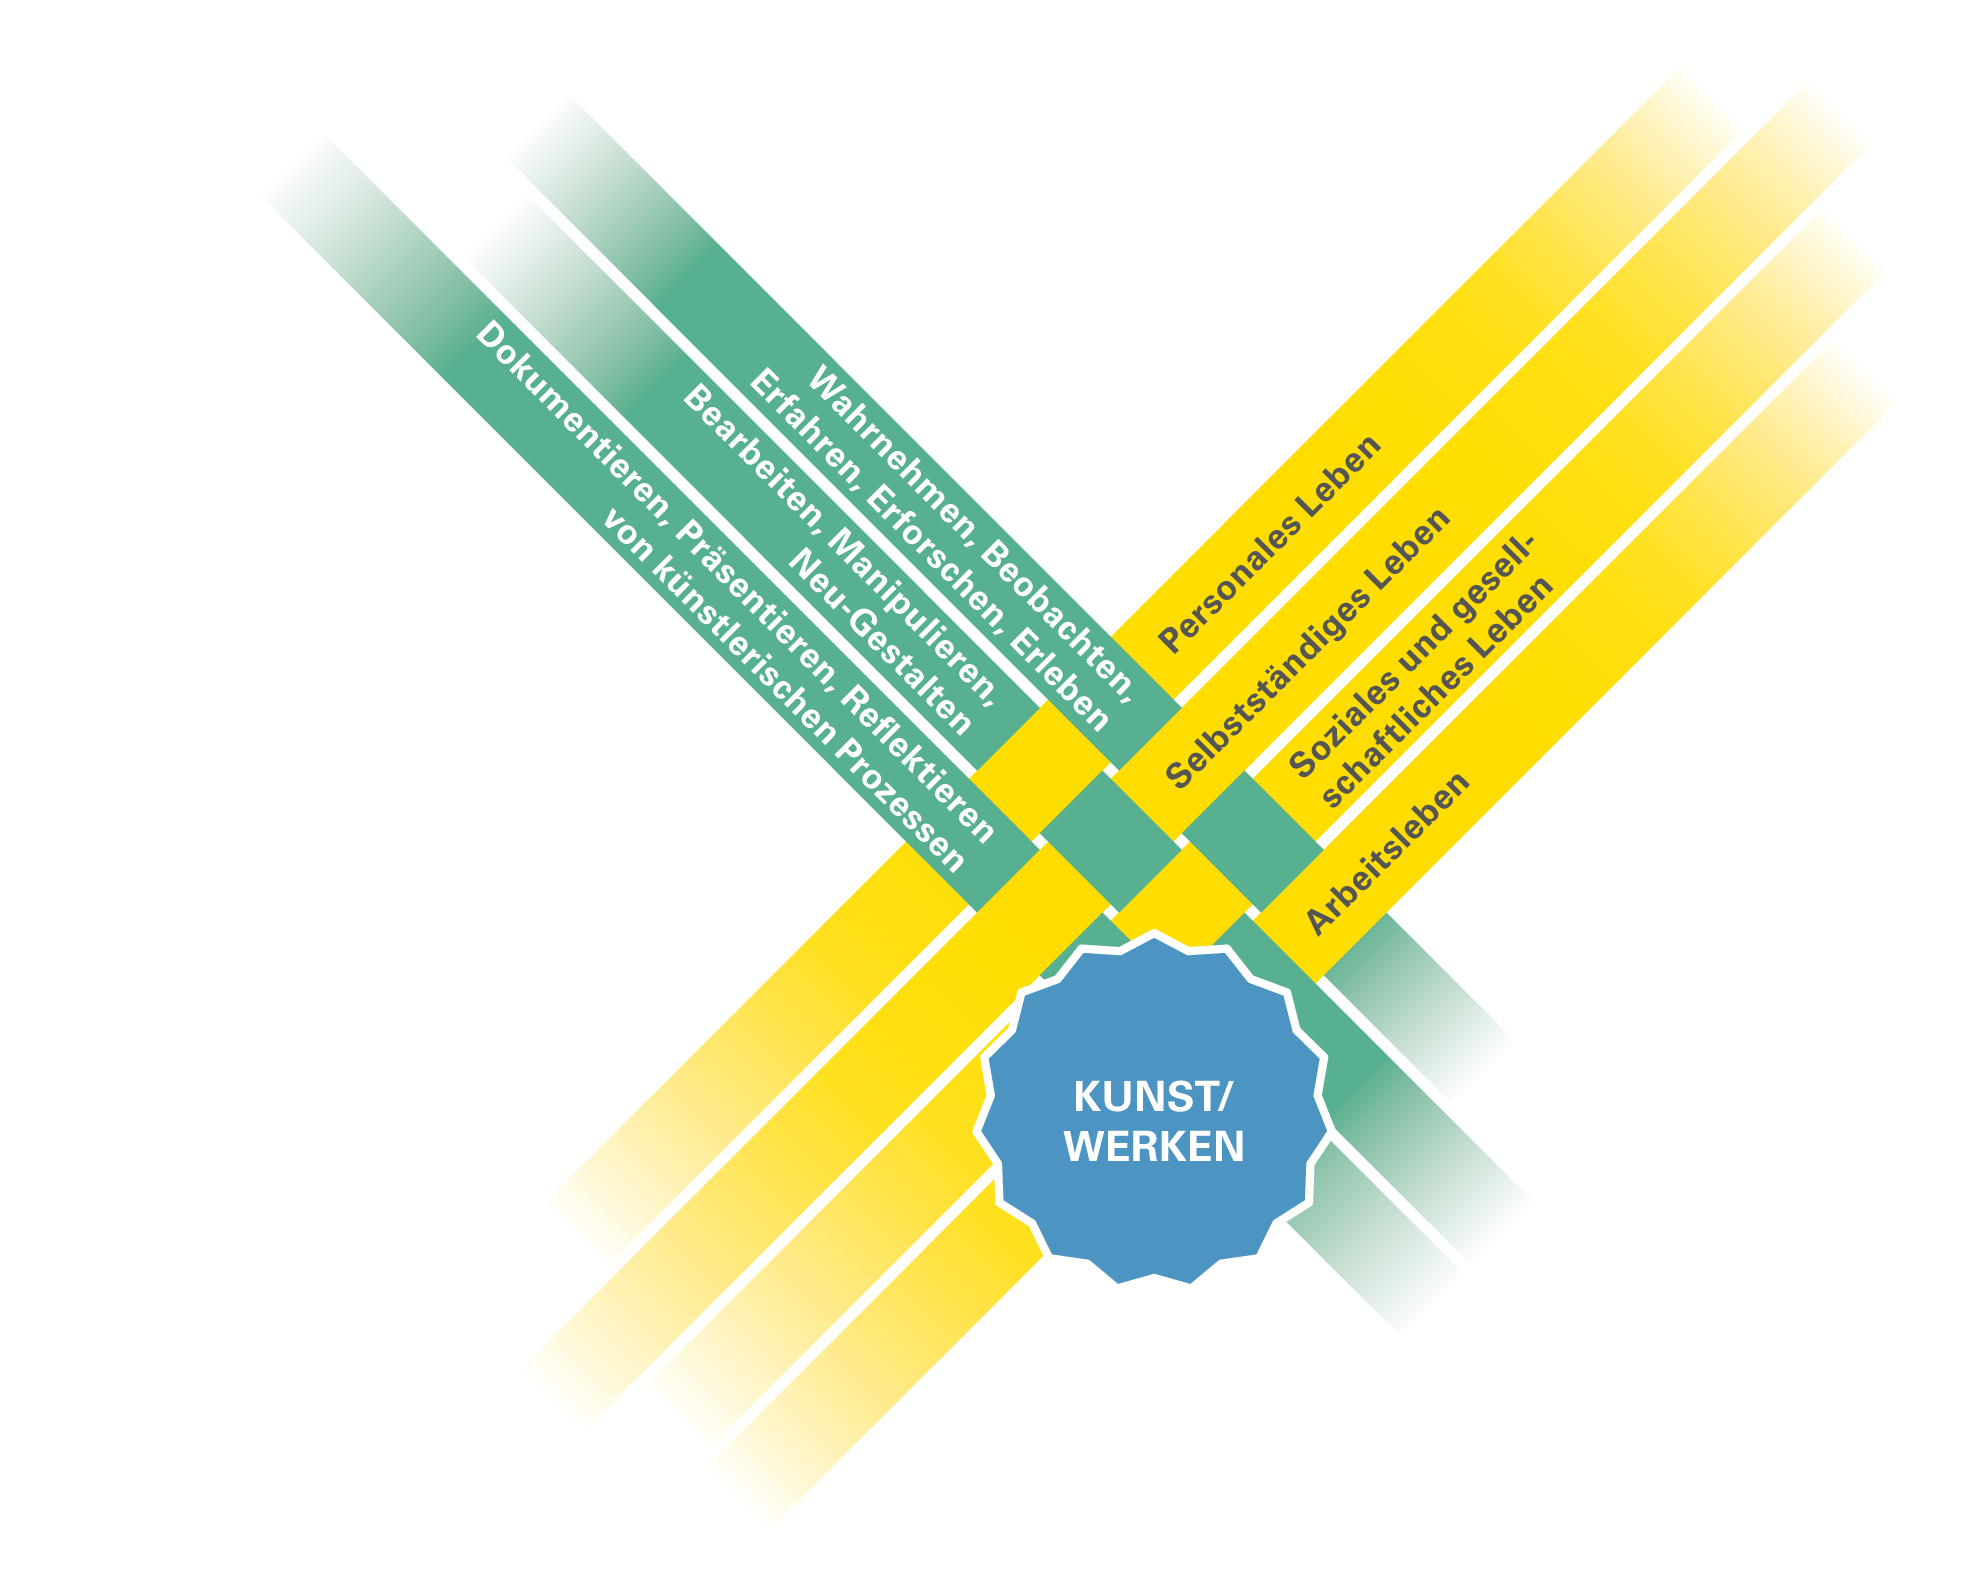 Wahrnehmen, Beobachten,
Erfahren, Erforschen, Erleben
Bearbeiten, Manipulieren,
Neu-Gestalten
Dokumentieren, Präsentieren, Reflektieren
von künstlerischen Prozessen
Personales Leben
Selbstständiges Leben
Soziales und gesell-
schaftliches Leben
Arbeitsleben
KUNST/
WERKEN